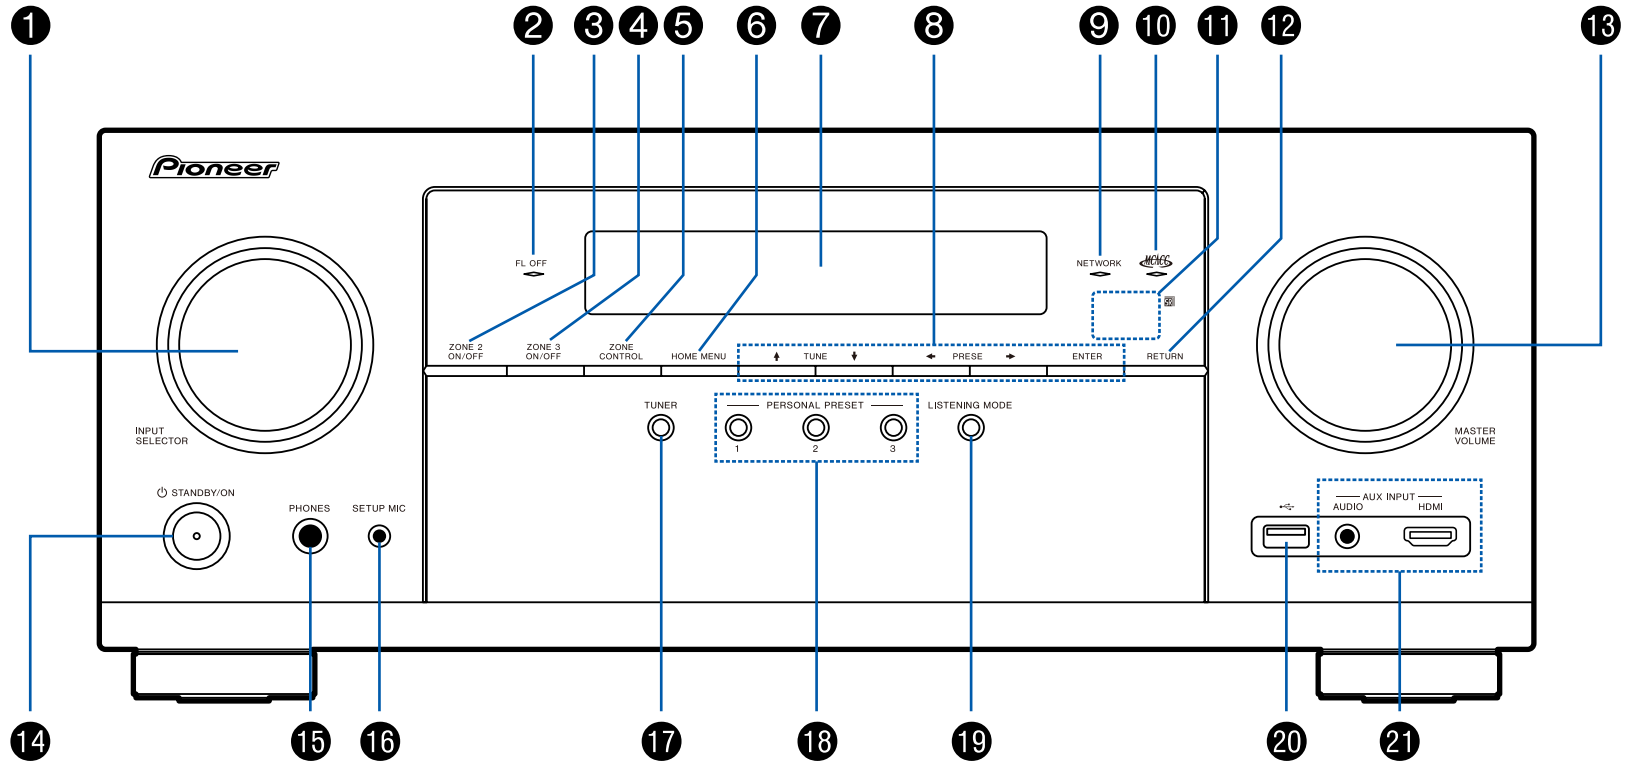 1 2 3 4 5 6 7 8 9 10 11 12 13
Pioneer
FL OFF
NETWORK
MCACC
ZONE 2
ON/OFF
ZONE 3
ON/OFF
ZONE
CONTROL
HOME MENU
TUNE
PRESE
ENTER
RETURN
TUNER
PERSONAL PRESET
1 2 3
LISTENING MODE
INPUT
SELECTOR
MASTER
VOLUME
STANDBY/ON
PHONES
SETUP MIC
AUX INPUT
AUDIO
HDMI
14 15 16 17 18 19 20 21